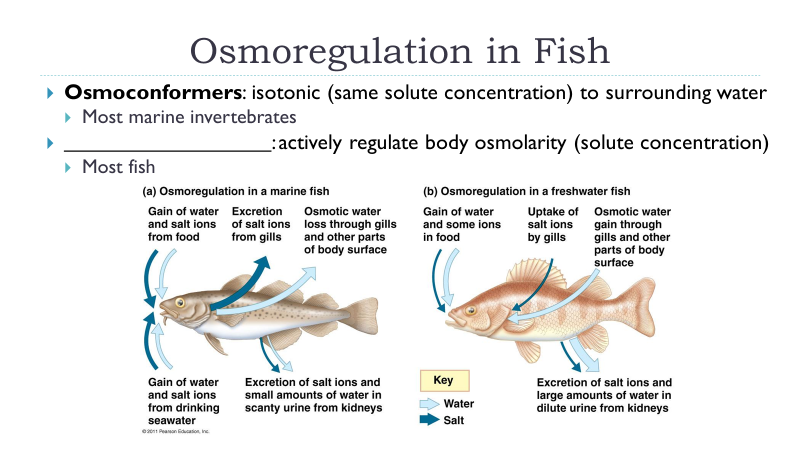 Osmoregulation in Fish
Osmoconformers: isotonic (same solute concentration) to surrounding water
Most marine invertebrates
___________________: actively regulate body osmolarity (solute concentration)
Most fish
(a) Osmoregulation in a marine fish
Gain of water
and salt ions
from food
Excretion
of salt ions
from gills
Osmotic water
loss through gills
and other parts
of body surface
Gain of water
and salt ions
from drinking
seawater
Excretion of salt ions and
small amounts of water in
scanty urine from kidneys
© 2011 Pearson Education, Inc.
(b) Osmoregulation in a freshwater fish
Gain of water
and some ions
in food
Uptake of
salt ions
by gills
Osmotic water
gain through
gills and other
parts of body
surface
Key
Water
Salt
Excretion of salt ions and
large amounts of water in
dilute urine from kidneys